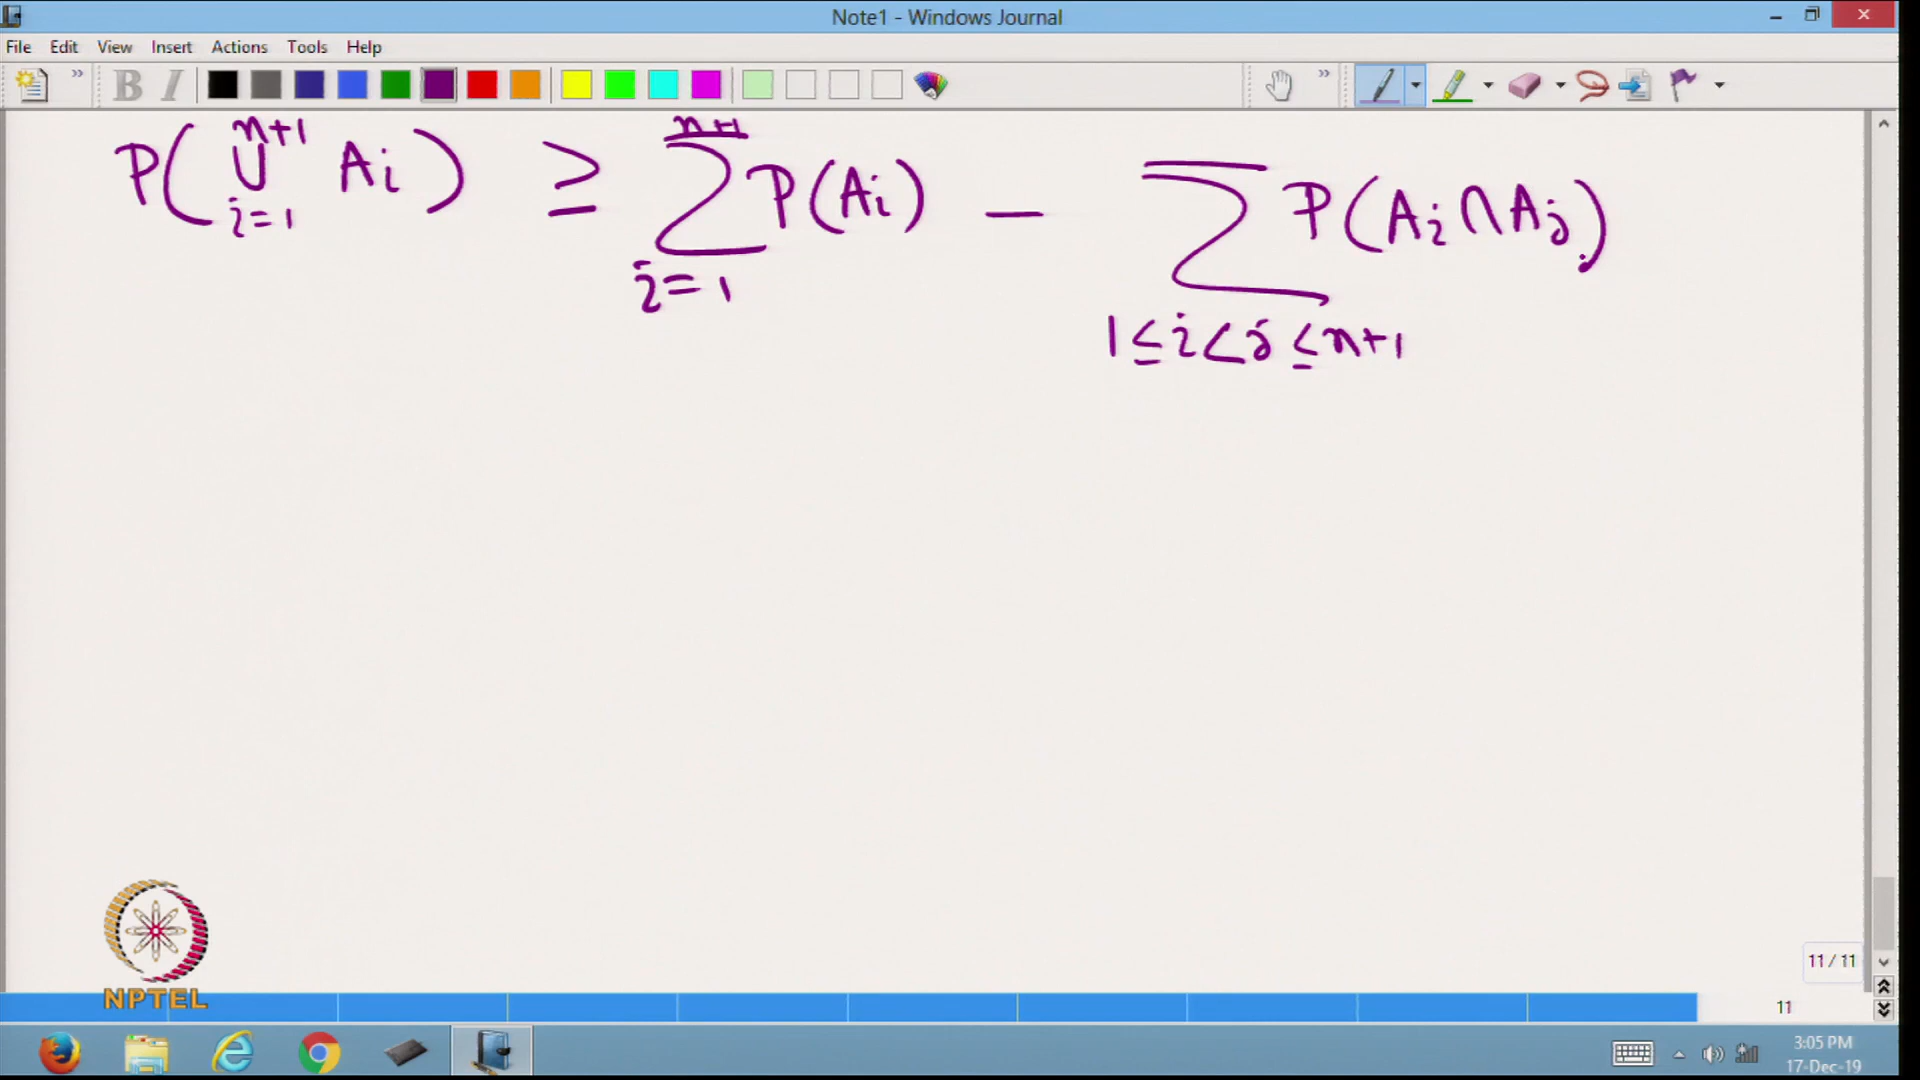 Note1 - Windows Journal
File Edit View Insert Actions Tools Help
B I
P(⋃_{i=1}^{n+1} Ai) ≥ ∑_{i=1}^{n+1} P(Ai) − ∑_{1≤i<j≤n+1} P(Ai∩Aj)
11 / 11
NPTEL
11
3:05 PM
17-Dec-19